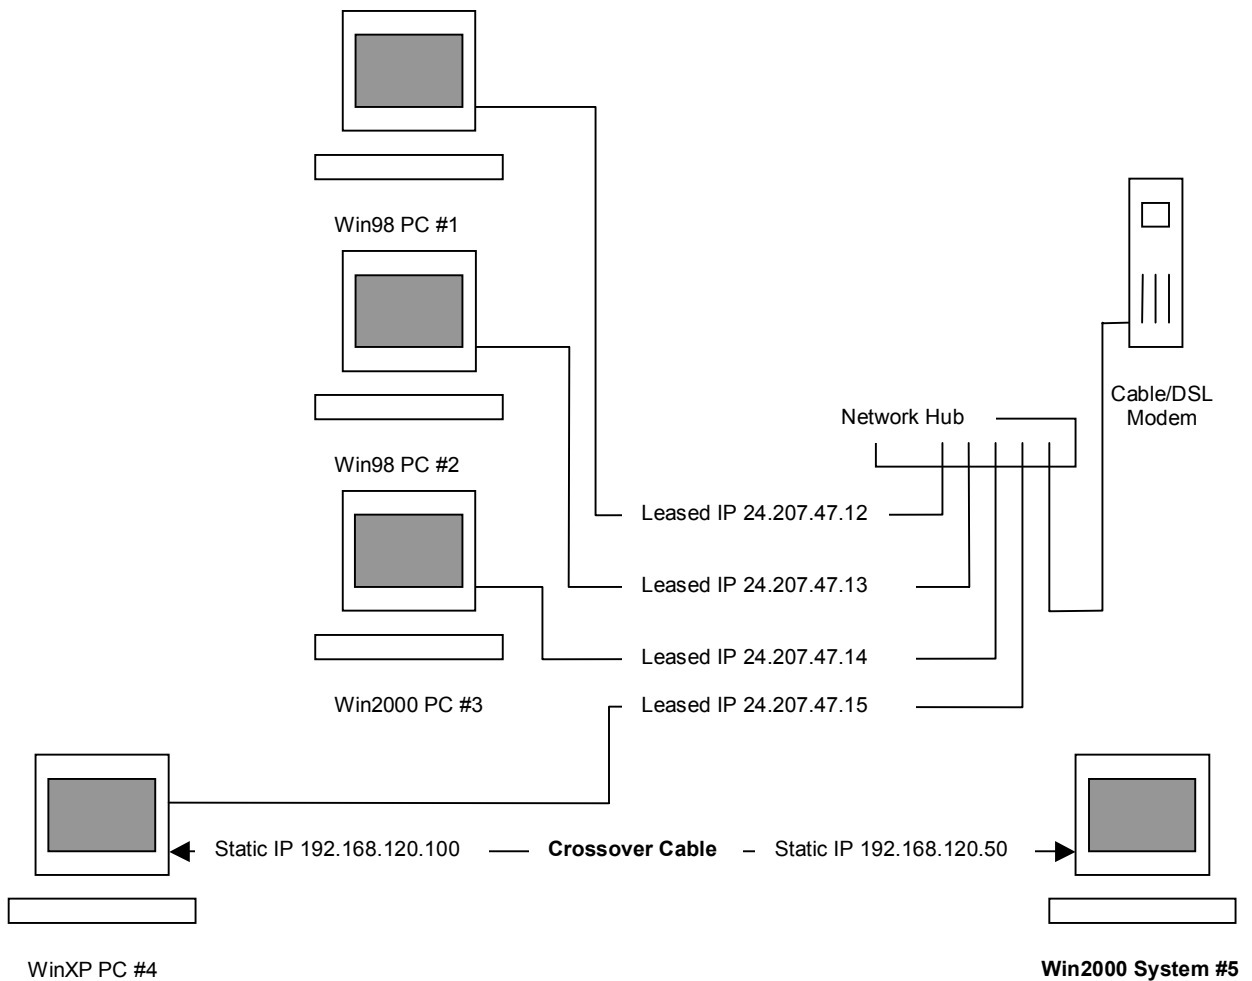 Win98 PC #1
Win98 PC #2
Cable/DSL
Modem
Network Hub
Leased IP 24.207.47.12
Leased IP 24.207.47.13
Leased IP 24.207.47.14
Win2000 PC #3
Leased IP 24.207.47.15
Static IP 192.168.120.100
Crossover Cable
Static IP 192.168.120.50
WinXP PC #4
Win2000 System #5